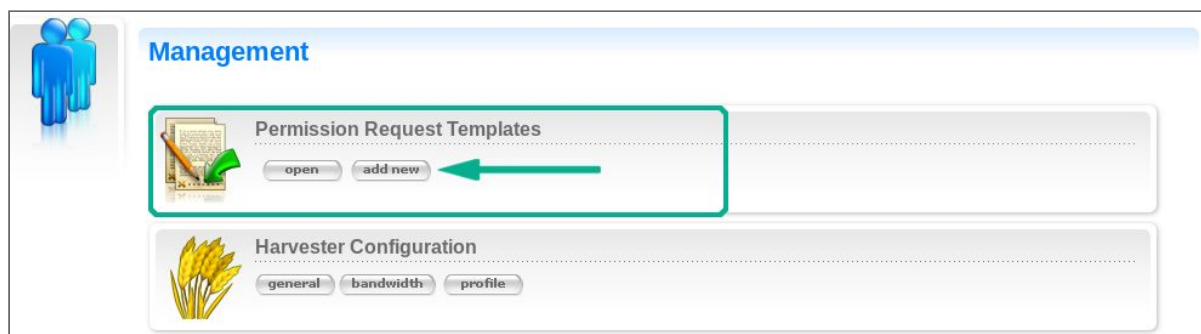 Management
Permission Request Templates
open add new
Harvester Configuration
general bandwidth profile